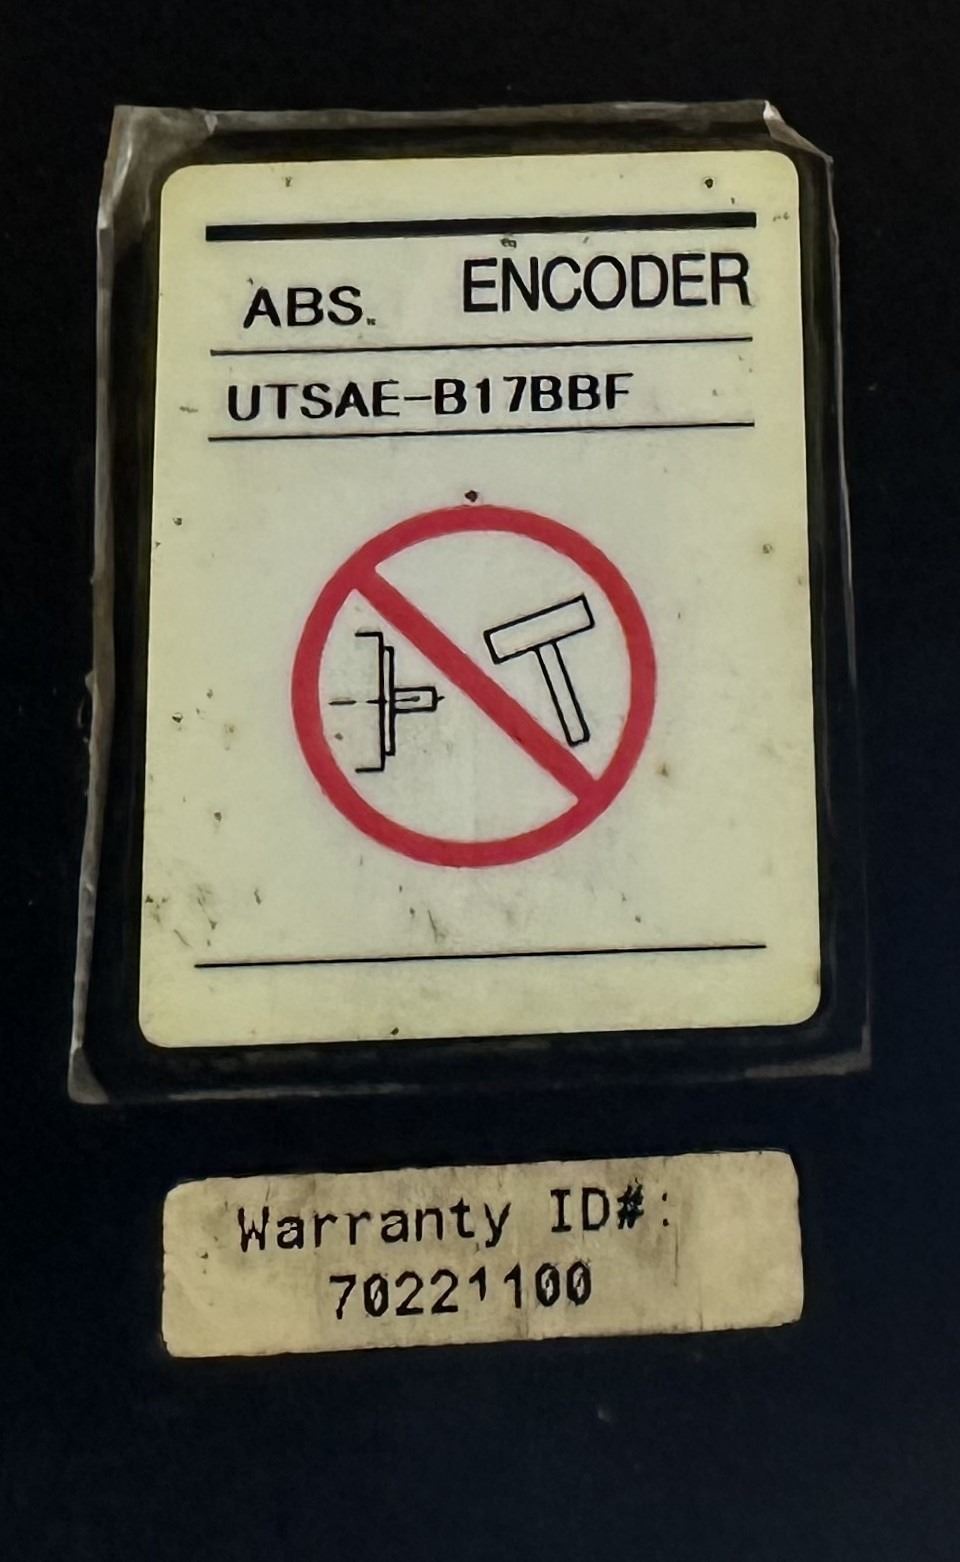 ABS. ENCODER
UTSAE-B17BBF
Warranty ID#:
70221100